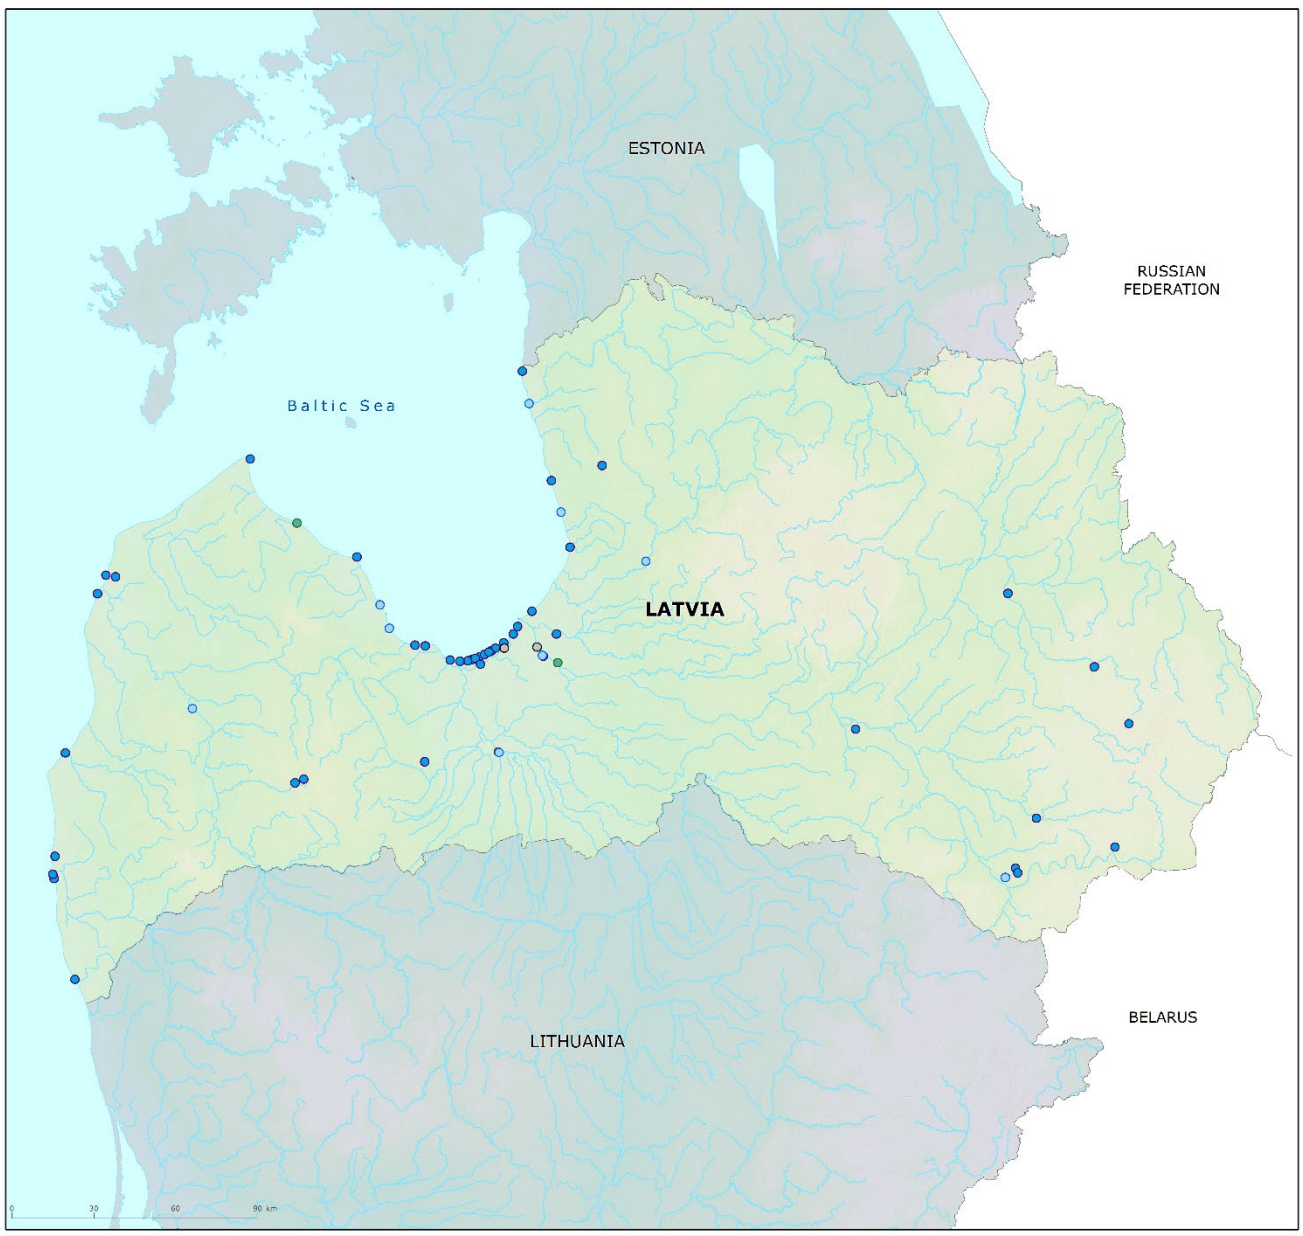 ESTONIA
RUSSIAN
FEDERATION
Baltic Sea
LATVIA
LITHUANIA
BELARUS
0 30 60 90 km